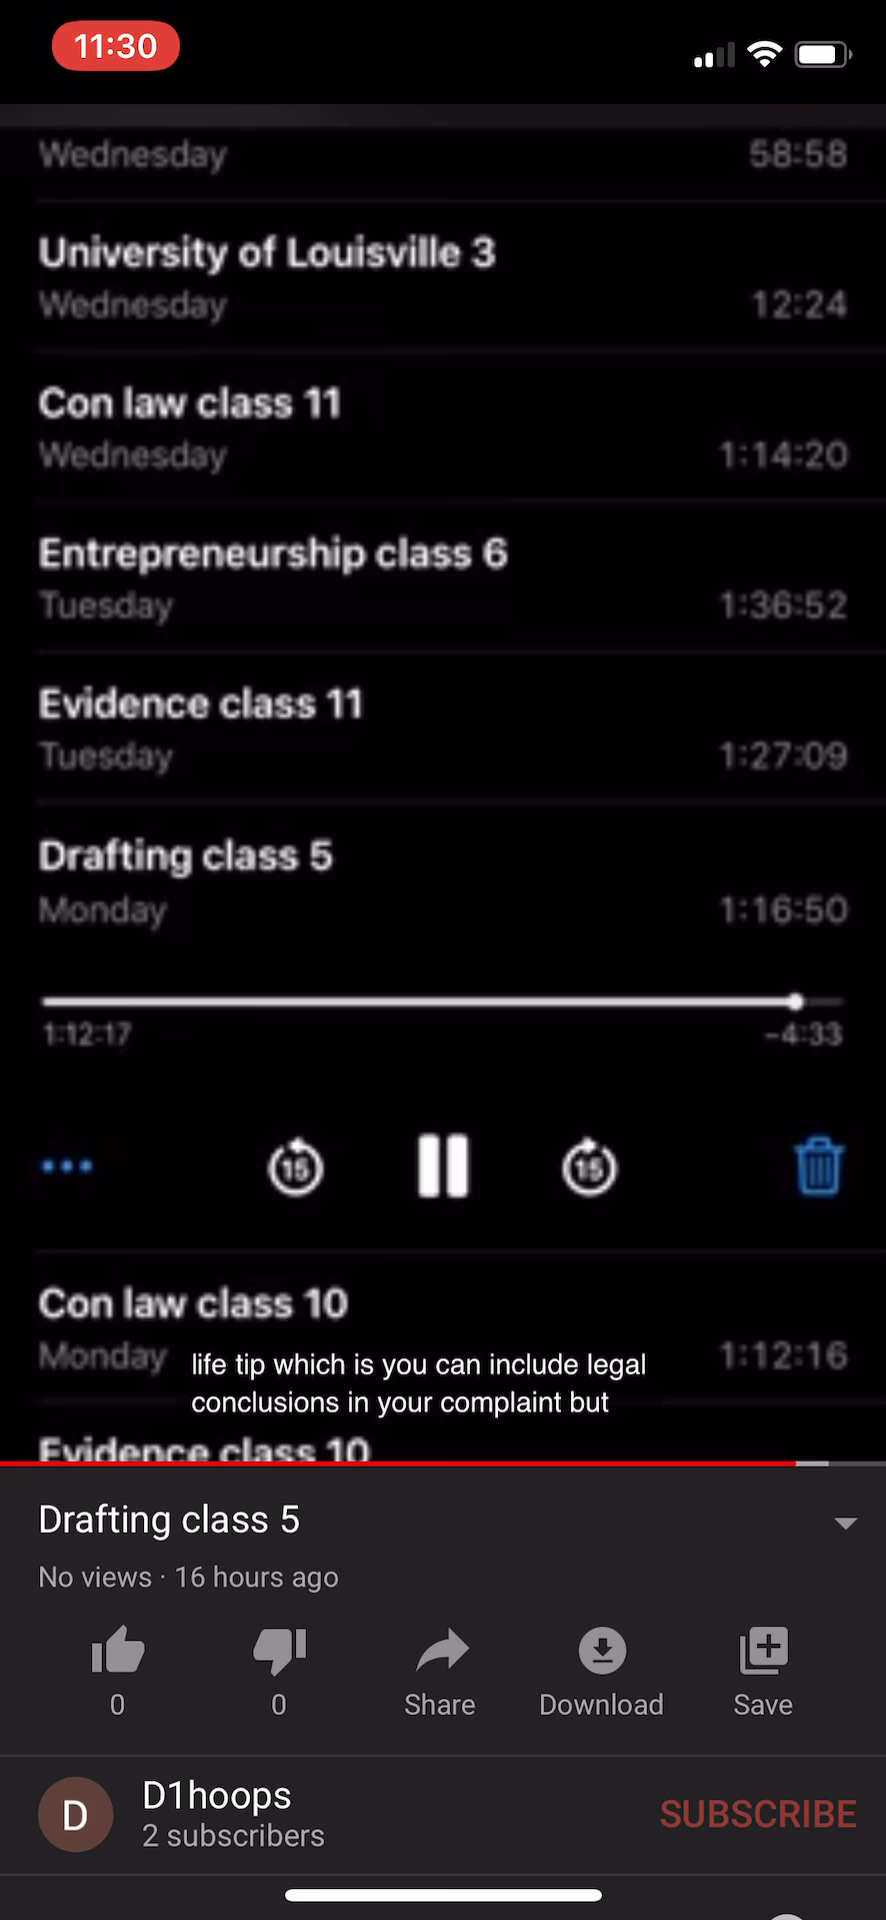 11:30
Wednesday 58:58
University of Louisville 3
Wednesday 12:24
Con law class 11
Wednesday 1:14:20
Entrepreneurship class 6
Tuesday 1:36:52
Evidence class 11
Tuesday 1:27:09
Drafting class 5
Monday 1:16:50
1:12:17 -4:33
15 15
Con law class 10
Monday 1:12:16
life tip which is you can include legal
conclusions in your complaint but
Evidence class 10
Drafting class 5
No views · 16 hours ago
0 0 Share Download Save
D D1hoops
2 subscribers
SUBSCRIBE